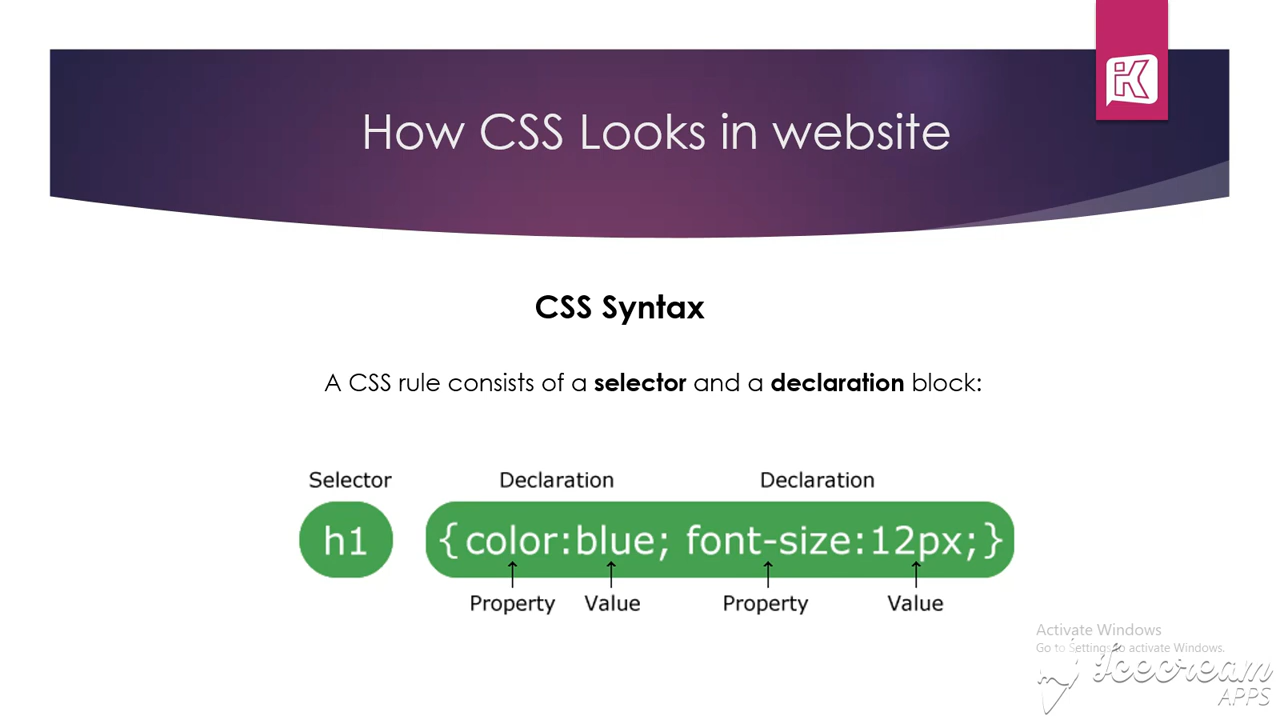 How CSS Looks in website
CSS Syntax
A CSS rule consists of a selector and a declaration block:
Selector Declaration Declaration
h1 {color:blue; font-size:12px;}
Property Value Property Value
Activate Windows
Go to Settings to activate Windows.
Icecream
APPS